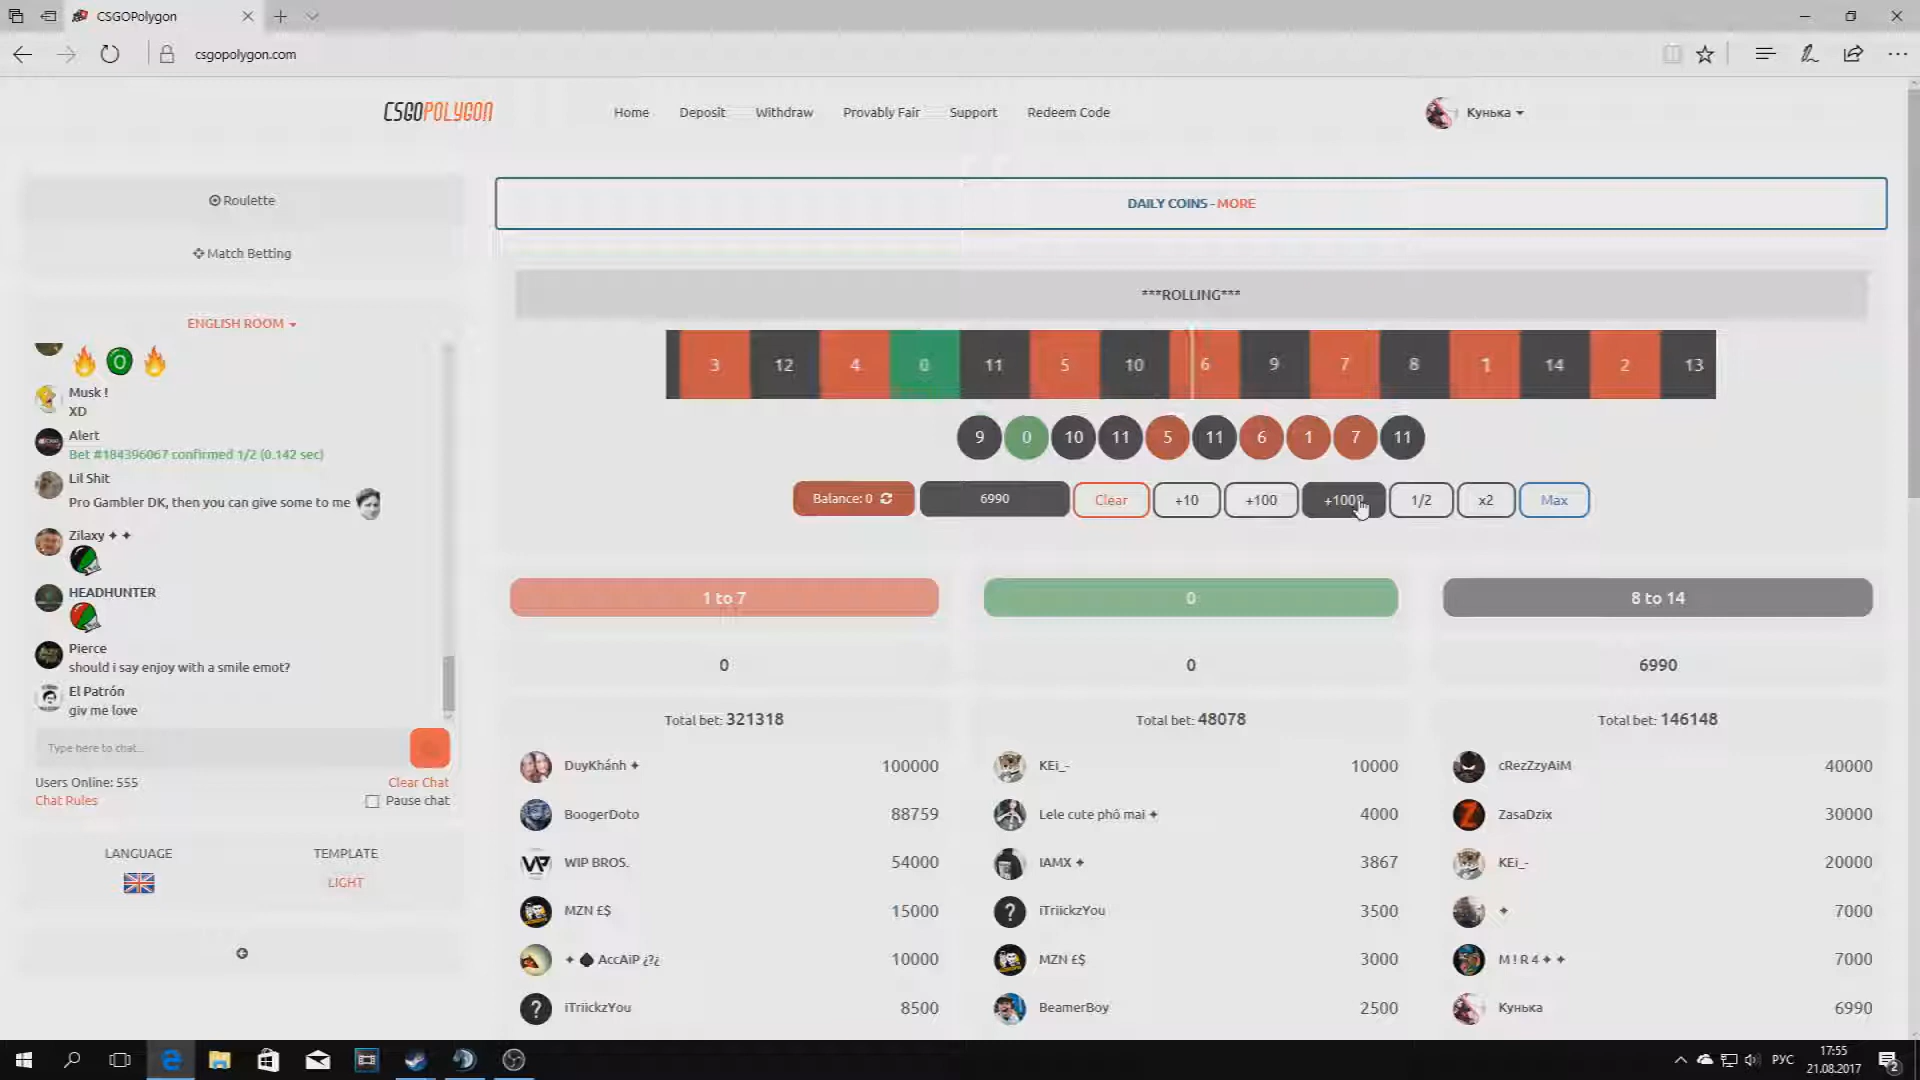 CSGOPolygon
csgopolygon.com
CSGOPOLYGON
Home
Deposit
Withdraw
Provably Fair
Support
Redeem Code
Кунька
Roulette
Match Betting
DAILY COINS - MORE
***ROLLING***
ENGLISH ROOM
3 12 4 0 11 5 10 6 9 7 8 1 14 2 13
9 0 10 11 5 11 6 1 7 11
Balance: 0
6990
Clear
+10
+100
+1000
1/2
x2
Max
0
Musk !
XD
Alert
Bet #184396067 confirmed 1/2 (0.142 sec)
Lil Shit
Pro Gambler DK, then you can give some to me
Zilaxy ✦ ✦
HEADHUNTER
Pierce
should i say enjoy with a smile emot?
El Patrón
giv me love
Type here to chat...
Users Online: 555
Clear Chat
Chat Rules
Pause chat
LANGUAGE
TEMPLATE
LIGHT
1 to 7
0
Total bet: 321318
DuyKhánh ✦ 100000
BoogerDoto 88759
WIP BROS. 54000
MZN £$ 15000
✦ ♠ AccAiP ¿?¿ 10000
iTriickzYou 8500
0
0
Total bet: 48078
KEi_- 10000
Lele cute phô mai ✦ 4000
IAMX ✦ 3867
iTriickzYou 3500
MZN £$ 3000
BeamerBoy 2500
8 to 14
6990
Total bet: 146148
cRezZzyAiM 40000
ZasaDzix 30000
KEi_- 20000
✦ 7000
M ! R 4 ✦ ✦ 7000
Кунька 6990
РУС
17:55
21.08.2017
2